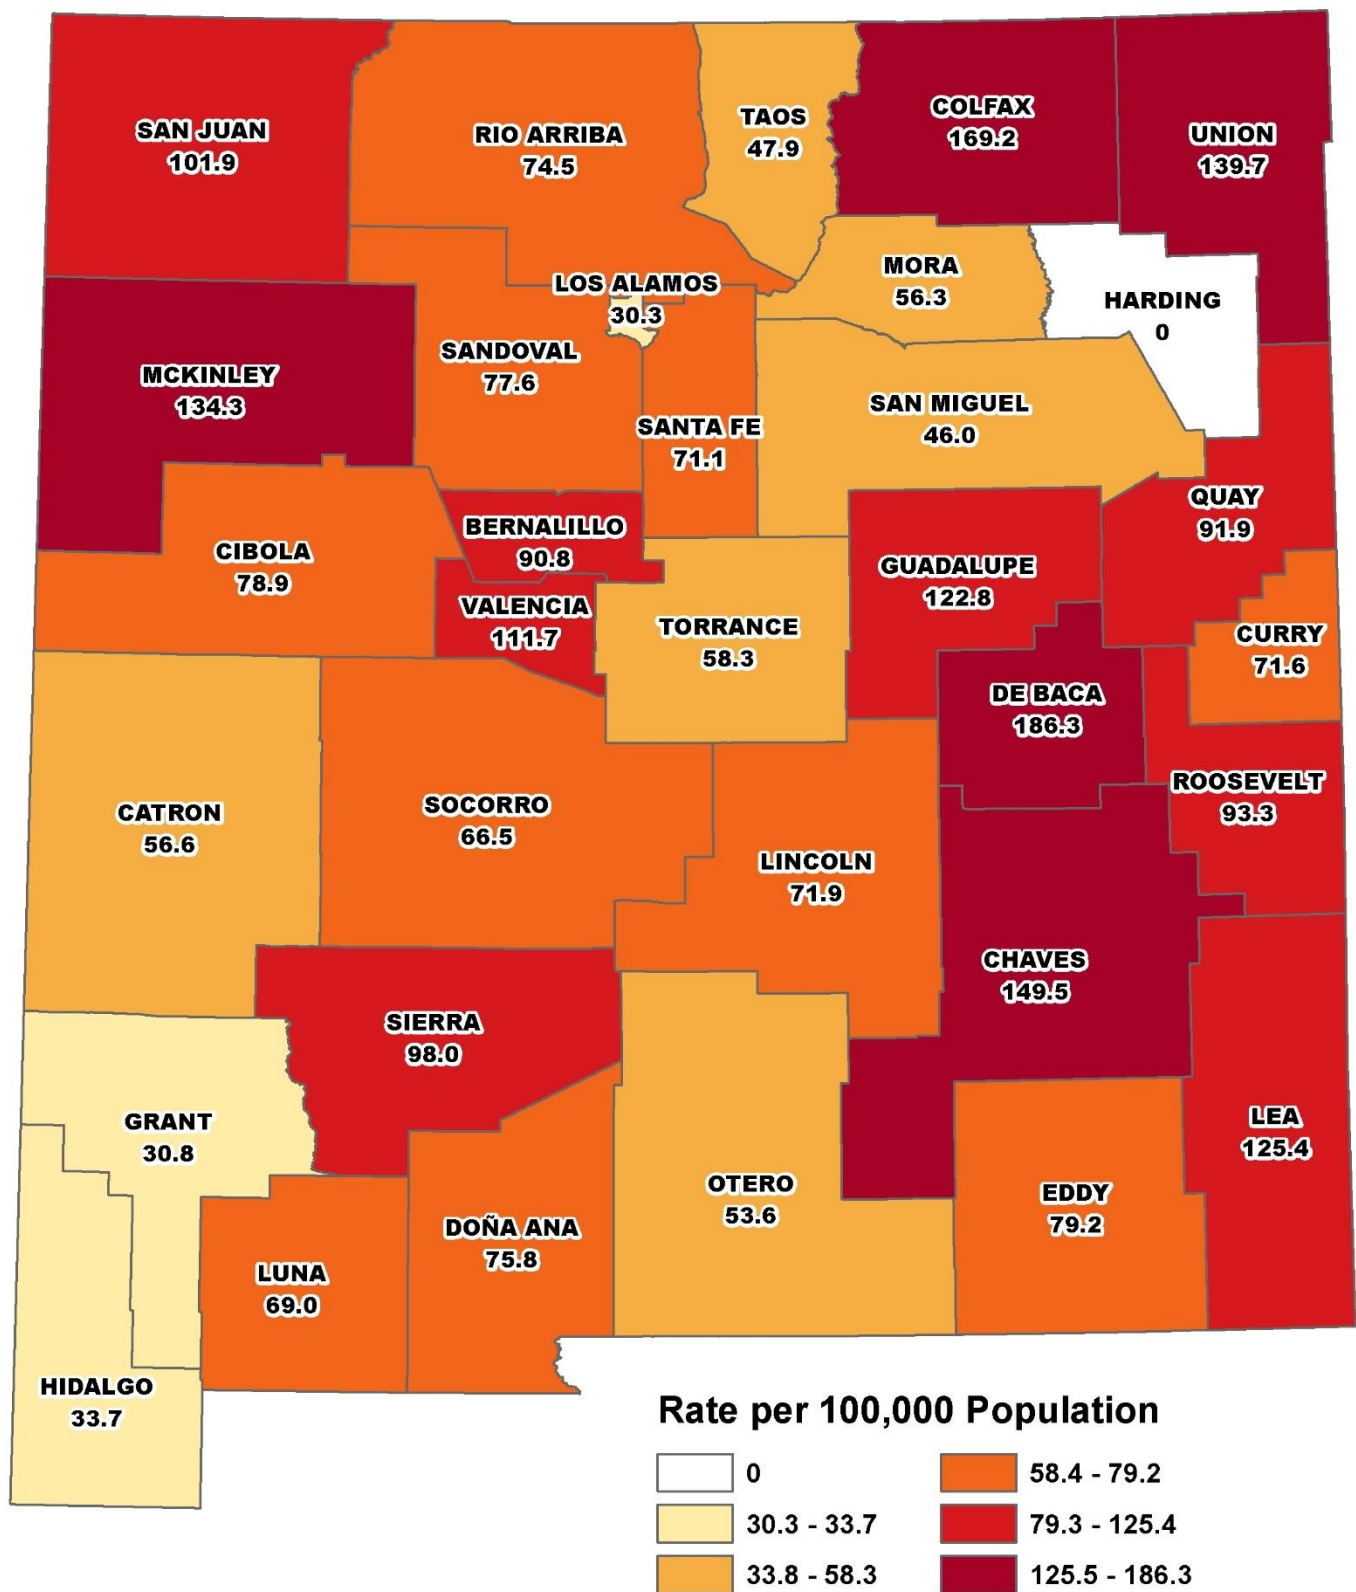 SAN JUAN
101.9
RIO ARRIBA
74.5
TAOS
47.9
COLFAX
169.2
UNION
139.7
MORA
56.3
HARDING
0
LOS ALAMOS
30.3
SANDOVAL
77.6
MCKINLEY
134.3
SANTA FE
71.1
SAN MIGUEL
46.0
QUAY
91.9
BERNALILLO
90.8
CIBOLA
78.9
GUADALUPE
122.8
VALENCIA
111.7
TORRANCE
58.3
CURRY
71.6
DE BACA
186.3
ROOSEVELT
93.3
CATRON
56.6
SOCORRO
66.5
LINCOLN
71.9
CHAVES
149.5
SIERRA
98.0
GRANT
30.8
LEA
125.4
OTERO
53.6
EDDY
79.2
DOÑA ANA
75.8
LUNA
69.0
HIDALGO
33.7
Rate per 100,000 Population
0
58.4 - 79.2
30.3 - 33.7
79.3 - 125.4
33.8 - 58.3
125.5 - 186.3